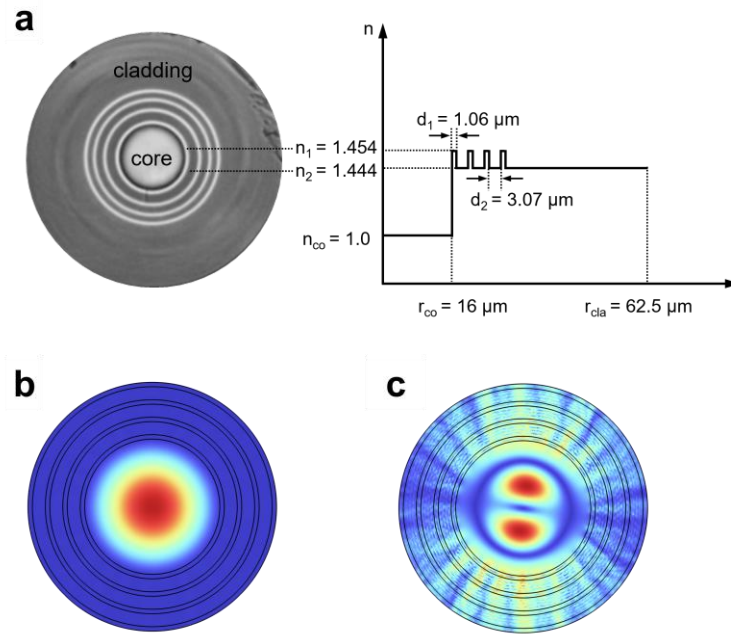 a
cladding
core
n
d₁ = 1.06 µm
n₁ = 1.454
n₂ = 1.444
d₂ = 3.07 µm
n_co = 1.0
r_co = 16 µm
r_cla = 62.5 µm
b
c